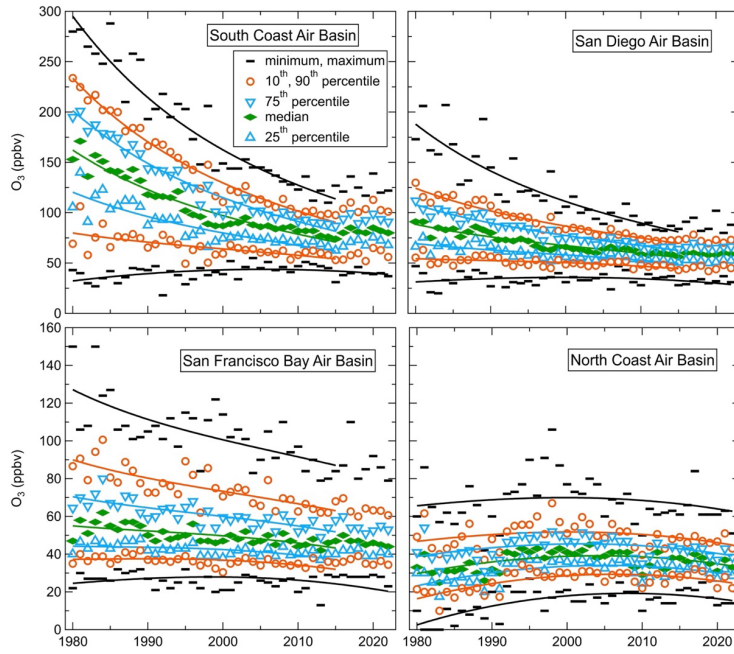 300
250
200
150
100
50
0
O3 (ppbv)
South Coast Air Basin
minimum, maximum
10th, 90th percentile
75th percentile
median
25th percentile
San Diego Air Basin
160
140
120
100
80
60
40
20
0
O3 (ppbv)
San Francisco Bay Air Basin
North Coast Air Basin
1980 1990 2000 2010 2020 1980 1990 2000 2010 2020